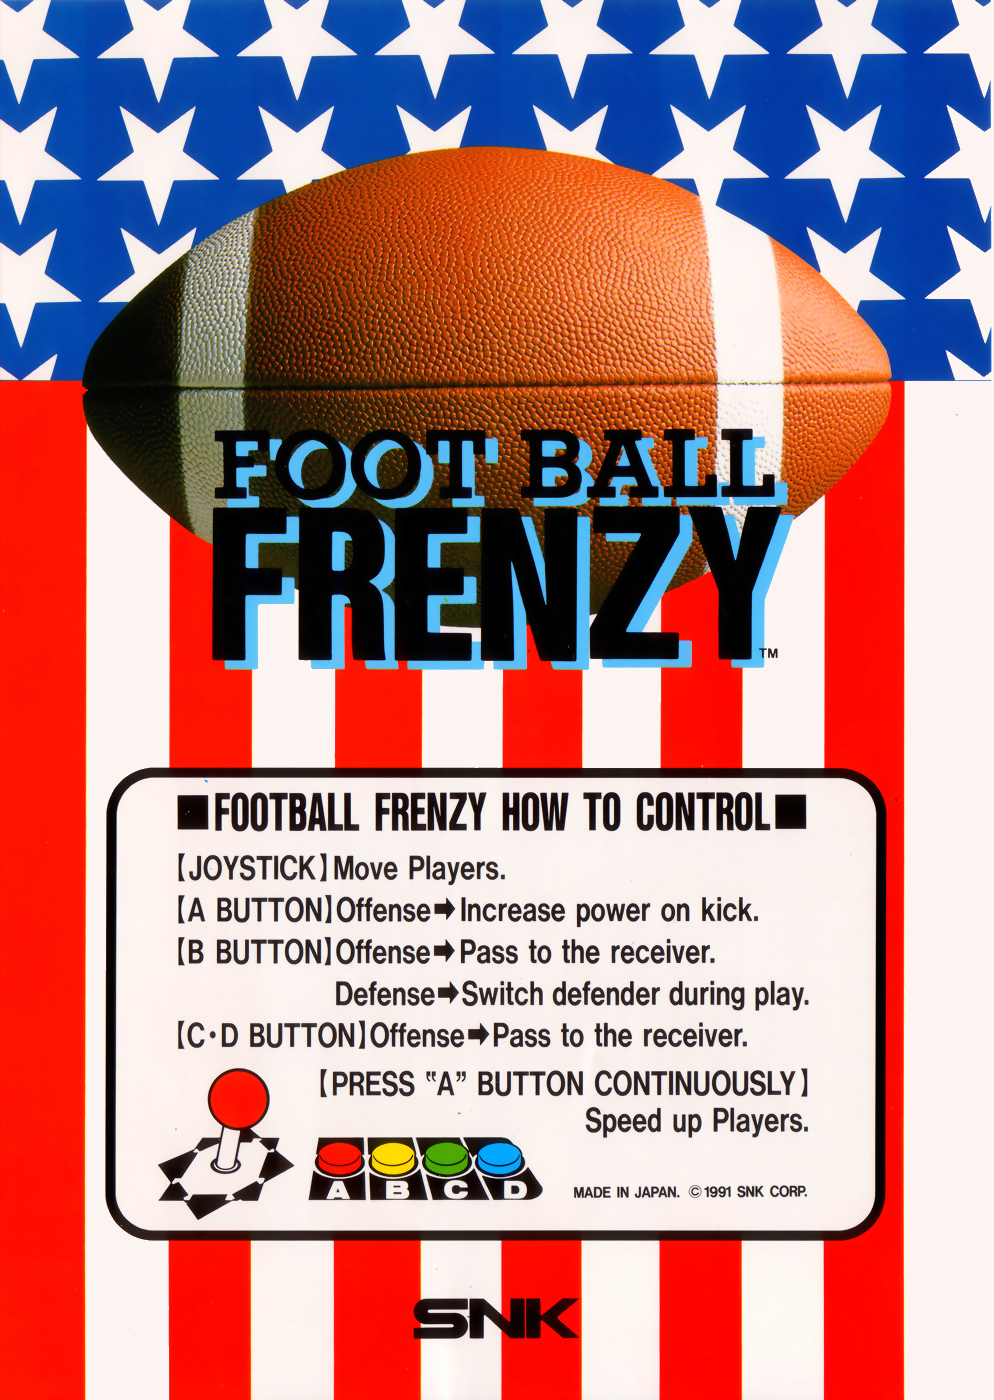 FOOT BALL
FRENZY
TM
■FOOTBALL FRENZY HOW TO CONTROL■
【JOYSTICK】Move Players.
【A BUTTON】Offense➡Increase power on kick.
【B BUTTON】Offense➡Pass to the receiver.
Defense➡Switch defender during play.
【C・D BUTTON】Offense➡Pass to the receiver.
【PRESS “A” BUTTON CONTINUOUSLY】
Speed up Players.
A B C D
MADE IN JAPAN. ©1991 SNK CORP.
SNK